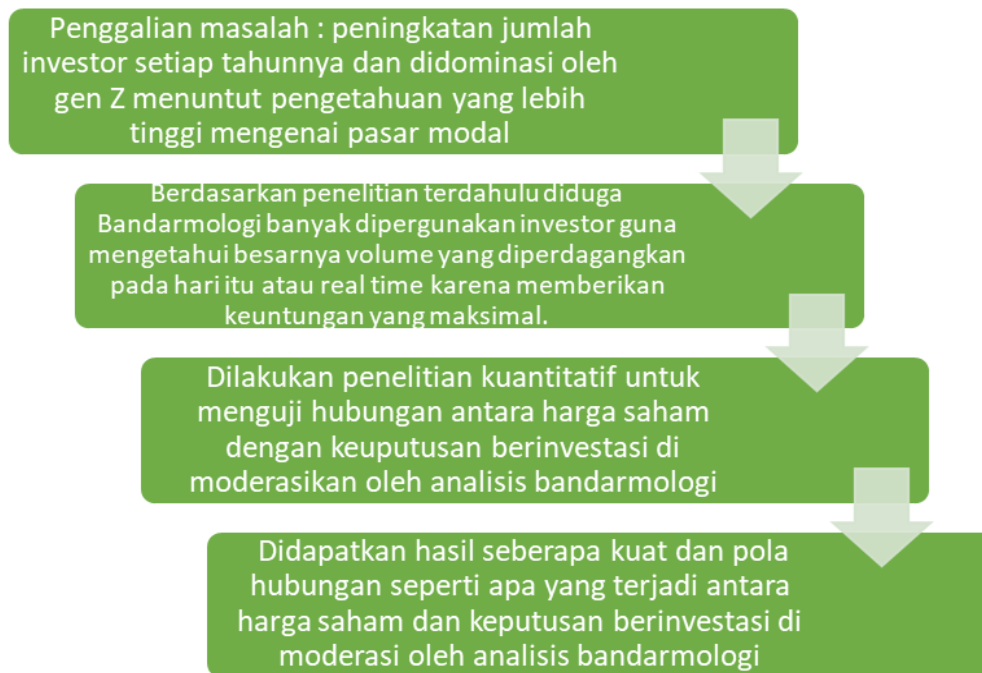 Penggalian masalah : peningkatan jumlah
investor setiap tahunnya dan didominasi oleh
gen Z menuntut pengetahuan yang lebih
tinggi mengenai pasar modal
Berdasarkan penelitian terdahulu diduga
Bandarmologi banyak dipergunakan investor guna
mengetahui besarnya volume yang diperdagangkan
pada hari itu atau real time karena memberikan
keuntungan yang maksimal.
Dilakukan penelitian kuantitatif untuk
menguji hubungan antara harga saham
dengan keuputusan berinvestasi di
moderasikan oleh analisis bandarmologi
Didapatkan hasil seberapa kuat dan pola
hubungan seperti apa yang terjadi antara
harga saham dan keputusan berinvestasi di
moderasi oleh analisis bandarmologi